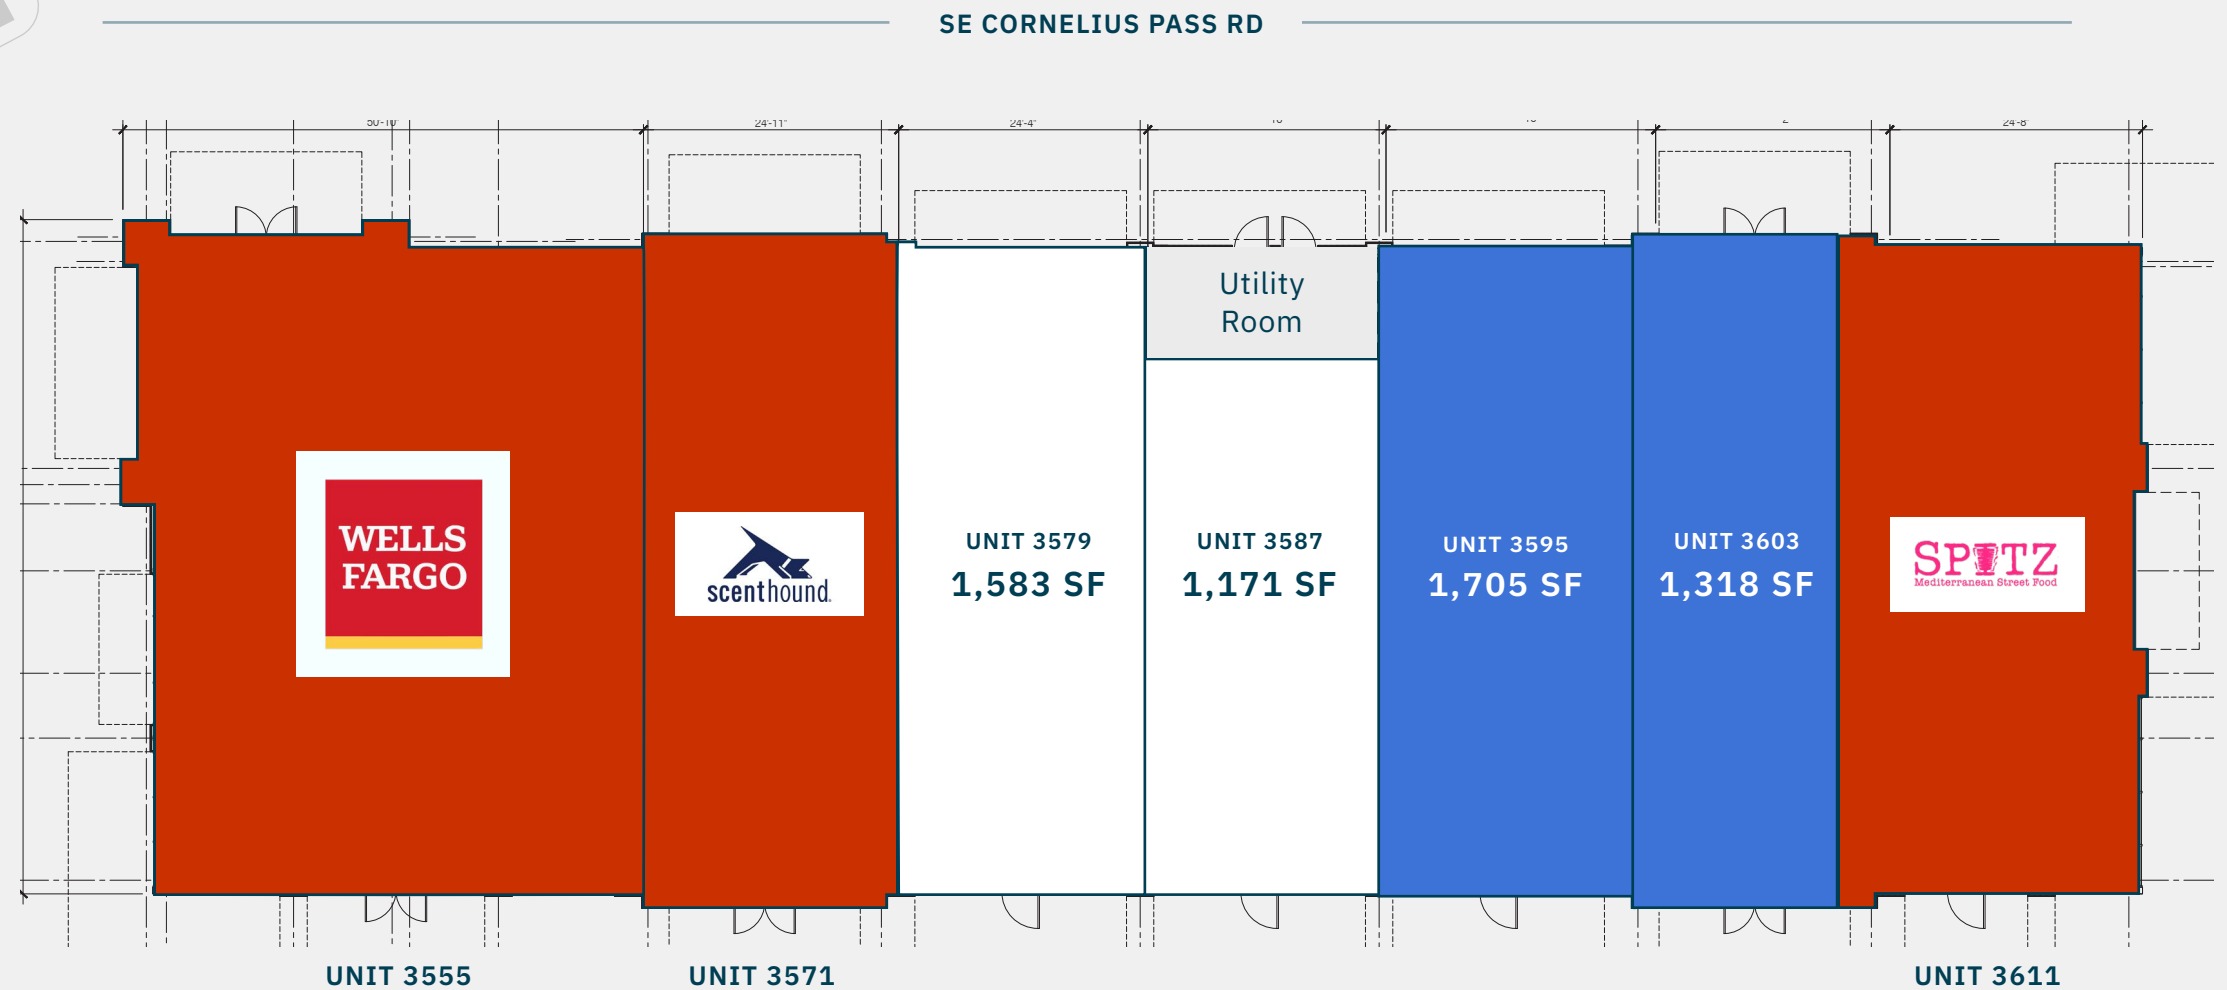 SE CORNELIUS PASS RD
50'-10"
24'-11"
24'-4"
24'-8"
Utility
Room
WELLS
FARGO
scenthound
UNIT 3579
1,583 SF
UNIT 3587
1,171 SF
UNIT 3595
1,705 SF
UNIT 3603
1,318 SF
SPITZ
Mediterranean Street Food
UNIT 3555
UNIT 3571
UNIT 3611